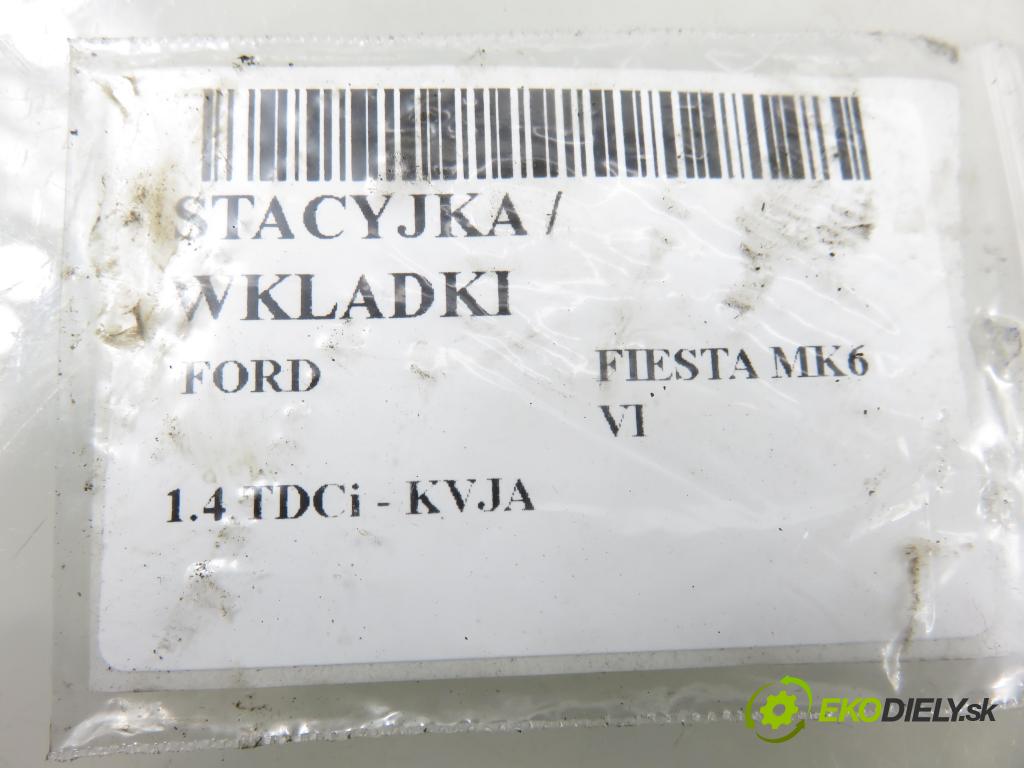 STACYJKA /
WKLADKI
FORD FIESTA MK6
VI
1.4 TDCi - KVJA
EKODIELY.sk